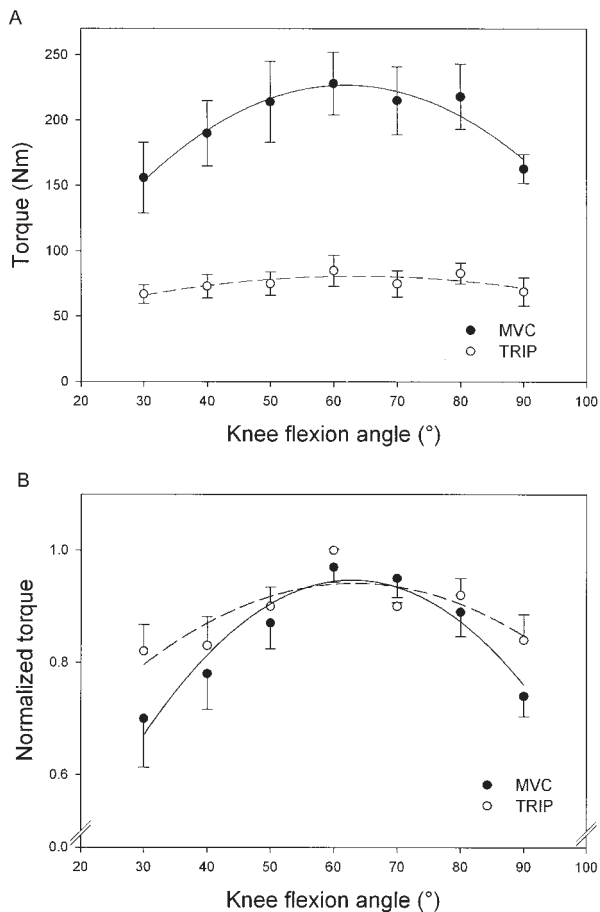 A
250
200
150
100
50
0
Torque (Nm)
MVC
TRIP
20 30 40 50 60 70 80 90 100
Knee flexion angle (°)
B
1.0
0.8
0.6
0.0
Normalized torque
MVC
TRIP
20 30 40 50 60 70 80 90 100
Knee flexion angle (°)